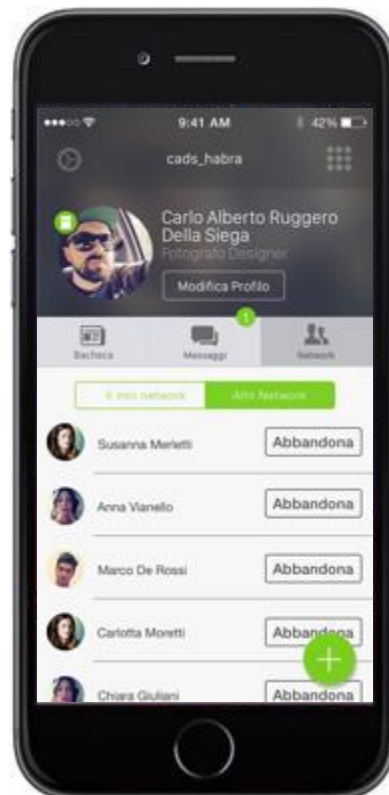 9:41 AM
42%
cads_habra
Carlo Alberto Ruggero
Della Siega
Fotografo Designer
Modifica Profilo
1
Bacheca
Messaggi
Network
Il mio network
Altri Network
Susanna Merletti
Abbandona
Anna Vianello
Abbandona
Marco De Rossi
Abbandona
Carlotta Moretti
Abbandona
Chiara Giuliani
Abbandona